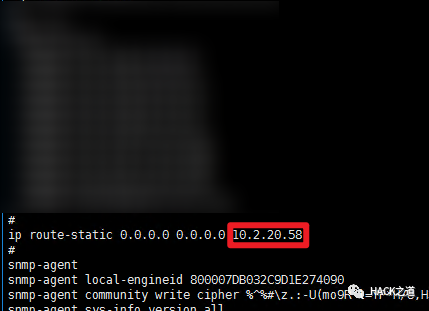 #
ip route-static 0.0.0.0 0.0.0.0 10.2.20.58
#
snmp-agent
snmp-agent local-engineid 800007DB032C9D1E274090
snmp-agent community write cipher %^%#\z.:-U(mo9R
HACK之道
snmp-agent sys-info version all